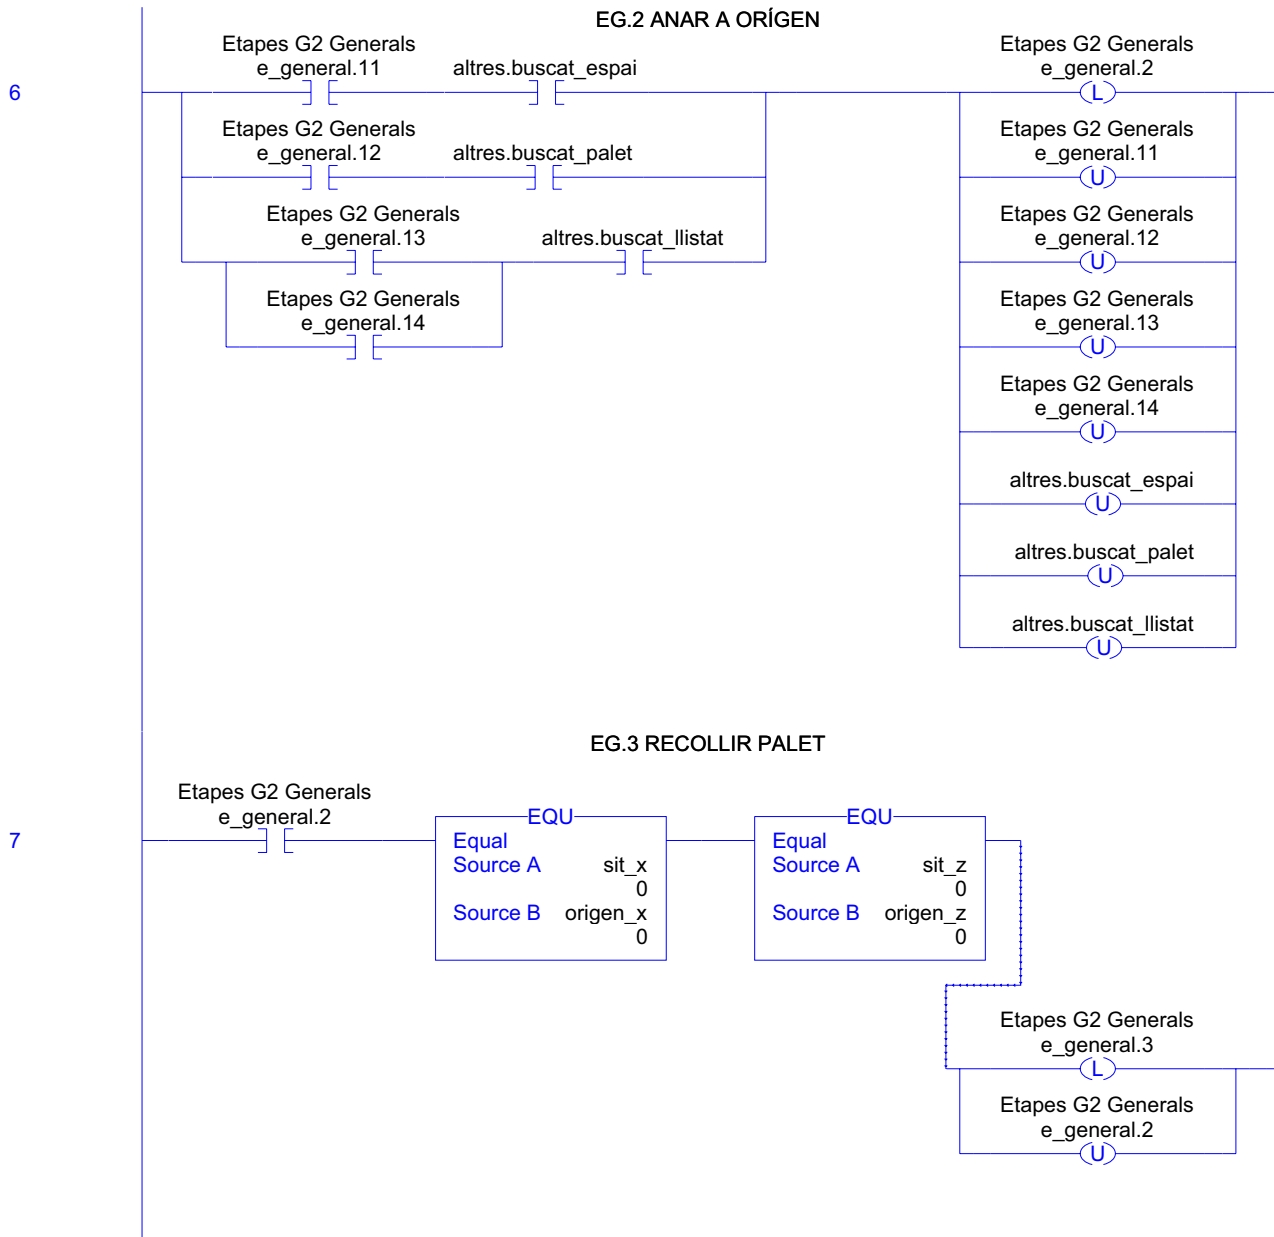 EG.2 ANAR A ORÍGEN
Etapes G2 Generals
e_general.11
altres.buscat_espai
Etapes G2 Generals
e_general.2
6
L
Etapes G2 Generals
e_general.12
altres.buscat_palet
Etapes G2 Generals
e_general.11
U
Etapes G2 Generals
e_general.13
altres.buscat_llistat
Etapes G2 Generals
e_general.12
U
Etapes G2 Generals
e_general.14
Etapes G2 Generals
e_general.13
U
Etapes G2 Generals
e_general.14
U
altres.buscat_espai
U
altres.buscat_palet
U
altres.buscat_llistat
U
EG.3 RECOLLIR PALET
Etapes G2 Generals
e_general.2
7
EQU
Equal
Source A sit_x
0
Source B origen_x
0
EQU
Equal
Source A sit_z
0
Source B origen_z
0
Etapes G2 Generals
e_general.3
L
Etapes G2 Generals
e_general.2
U